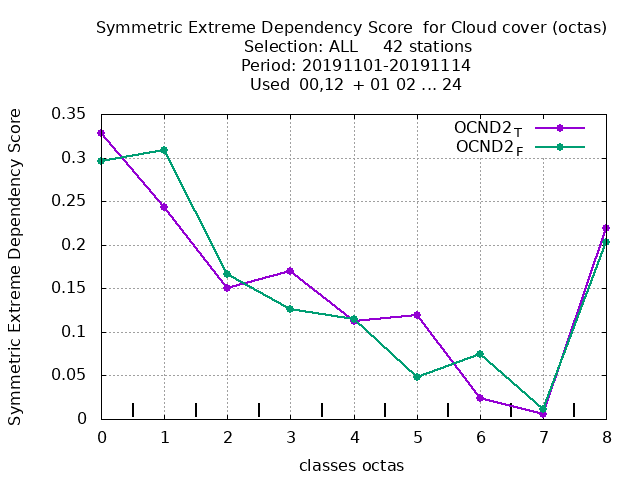 Symmetric Extreme Dependency Score  for Cloud cover (octas)
Selection: ALL     42 stations
Period: 20191101-20191114
Used  00,12  + 01 02 ... 24
Symmetric Extreme Dependency Score
0.35
0.3
0.25
0.2
0.15
0.1
0.05
0
OCND2T
OCND2F
0 1 2 3 4 5 6 7 8
classes octas